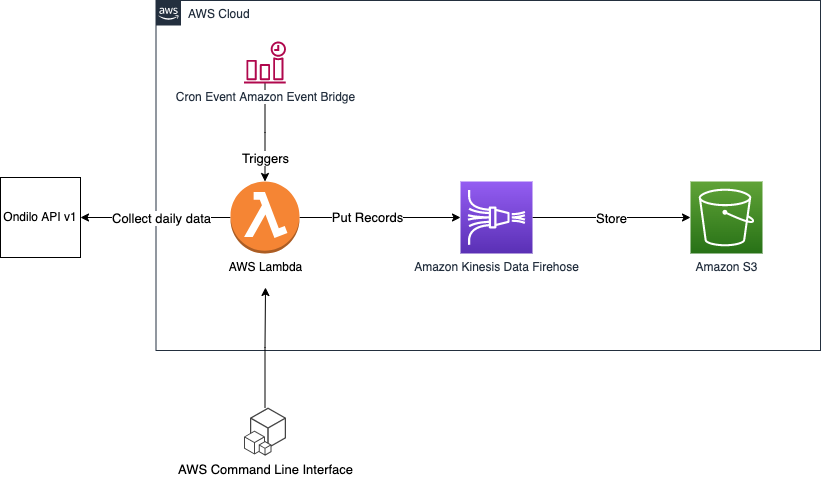 aws
AWS Cloud
Cron Event Amazon Event Bridge
Triggers
Ondilo API v1
Collect daily data
Put Records
Store
AWS Lambda
Amazon Kinesis Data Firehose
Amazon S3
AWS Command Line Interface